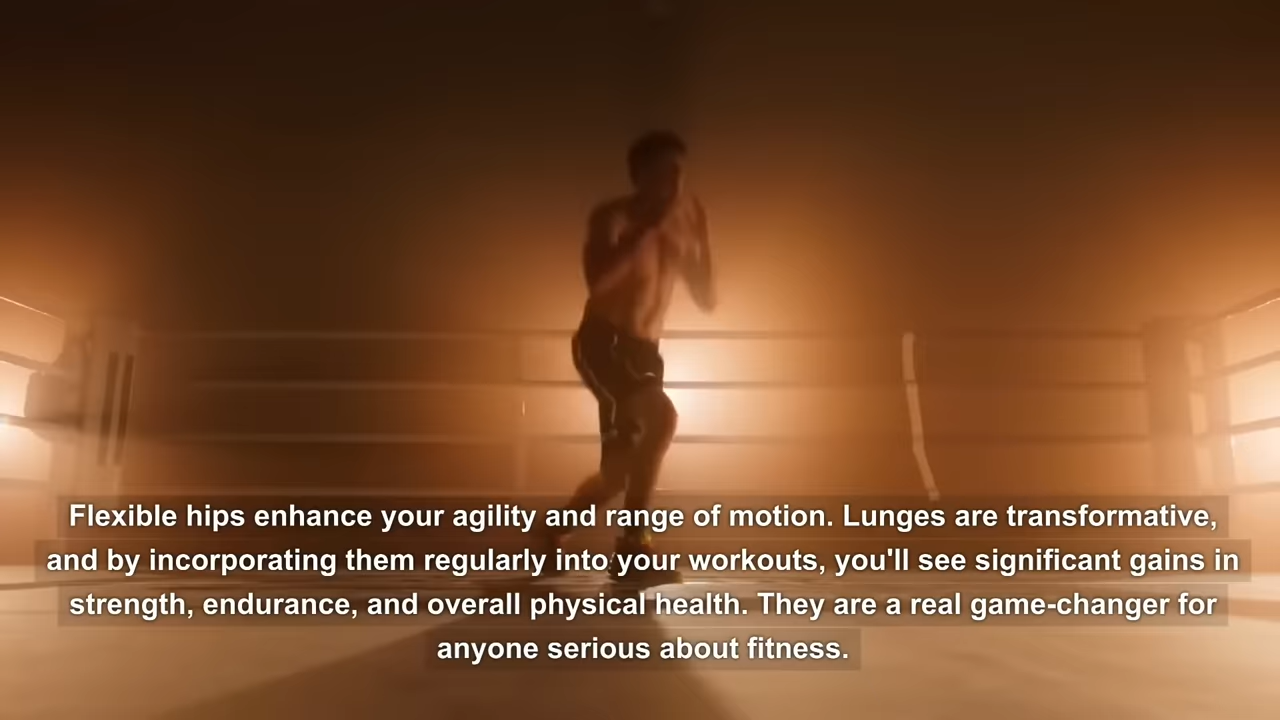 Flexible hips enhance your agility and range of motion. Lunges are transformative,
and by incorporating them regularly into your workouts, you'll see significant gains in
strength, endurance, and overall physical health. They are a real game-changer for
anyone serious about fitness.